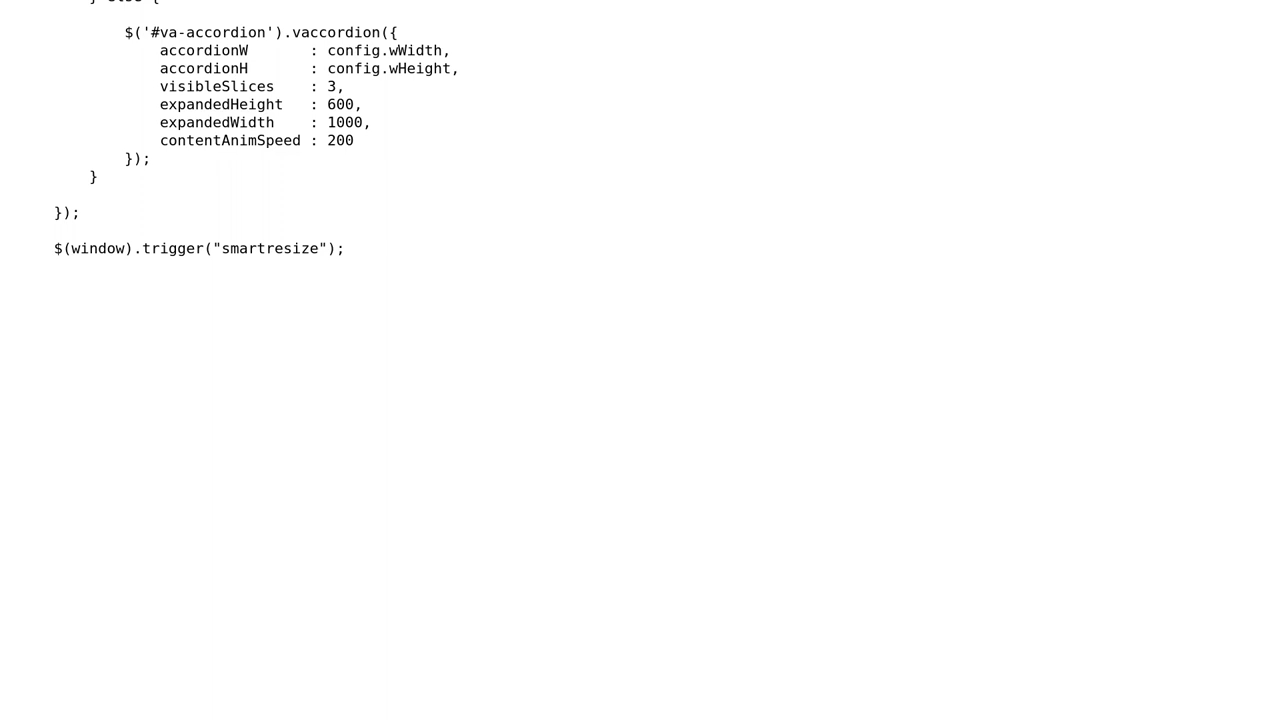 } else {
$('#va-accordion').vaccordion({
accordionW : config.wWidth,
accordionH : config.wHeight,
visibleSlices : 3,
expandedHeight : 600,
expandedWidth : 1000,
contentAnimSpeed : 200
});
}
});
$(window).trigger("smartresize");